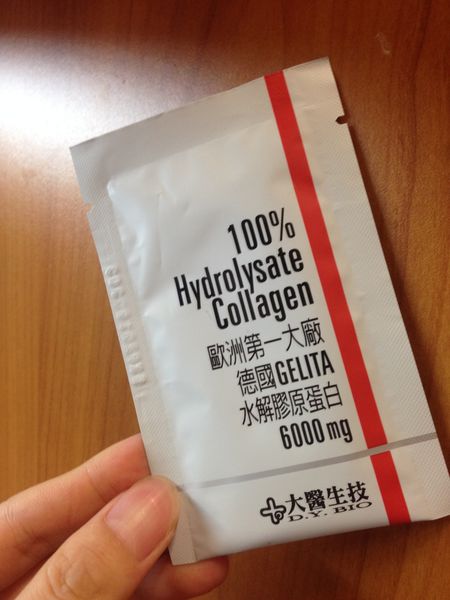 100%
Hydrolysate
Collagen
歐洲第一大廠
德國GELITA
水解膠原蛋白
6000mg
大醫生技
D.Y. BIO